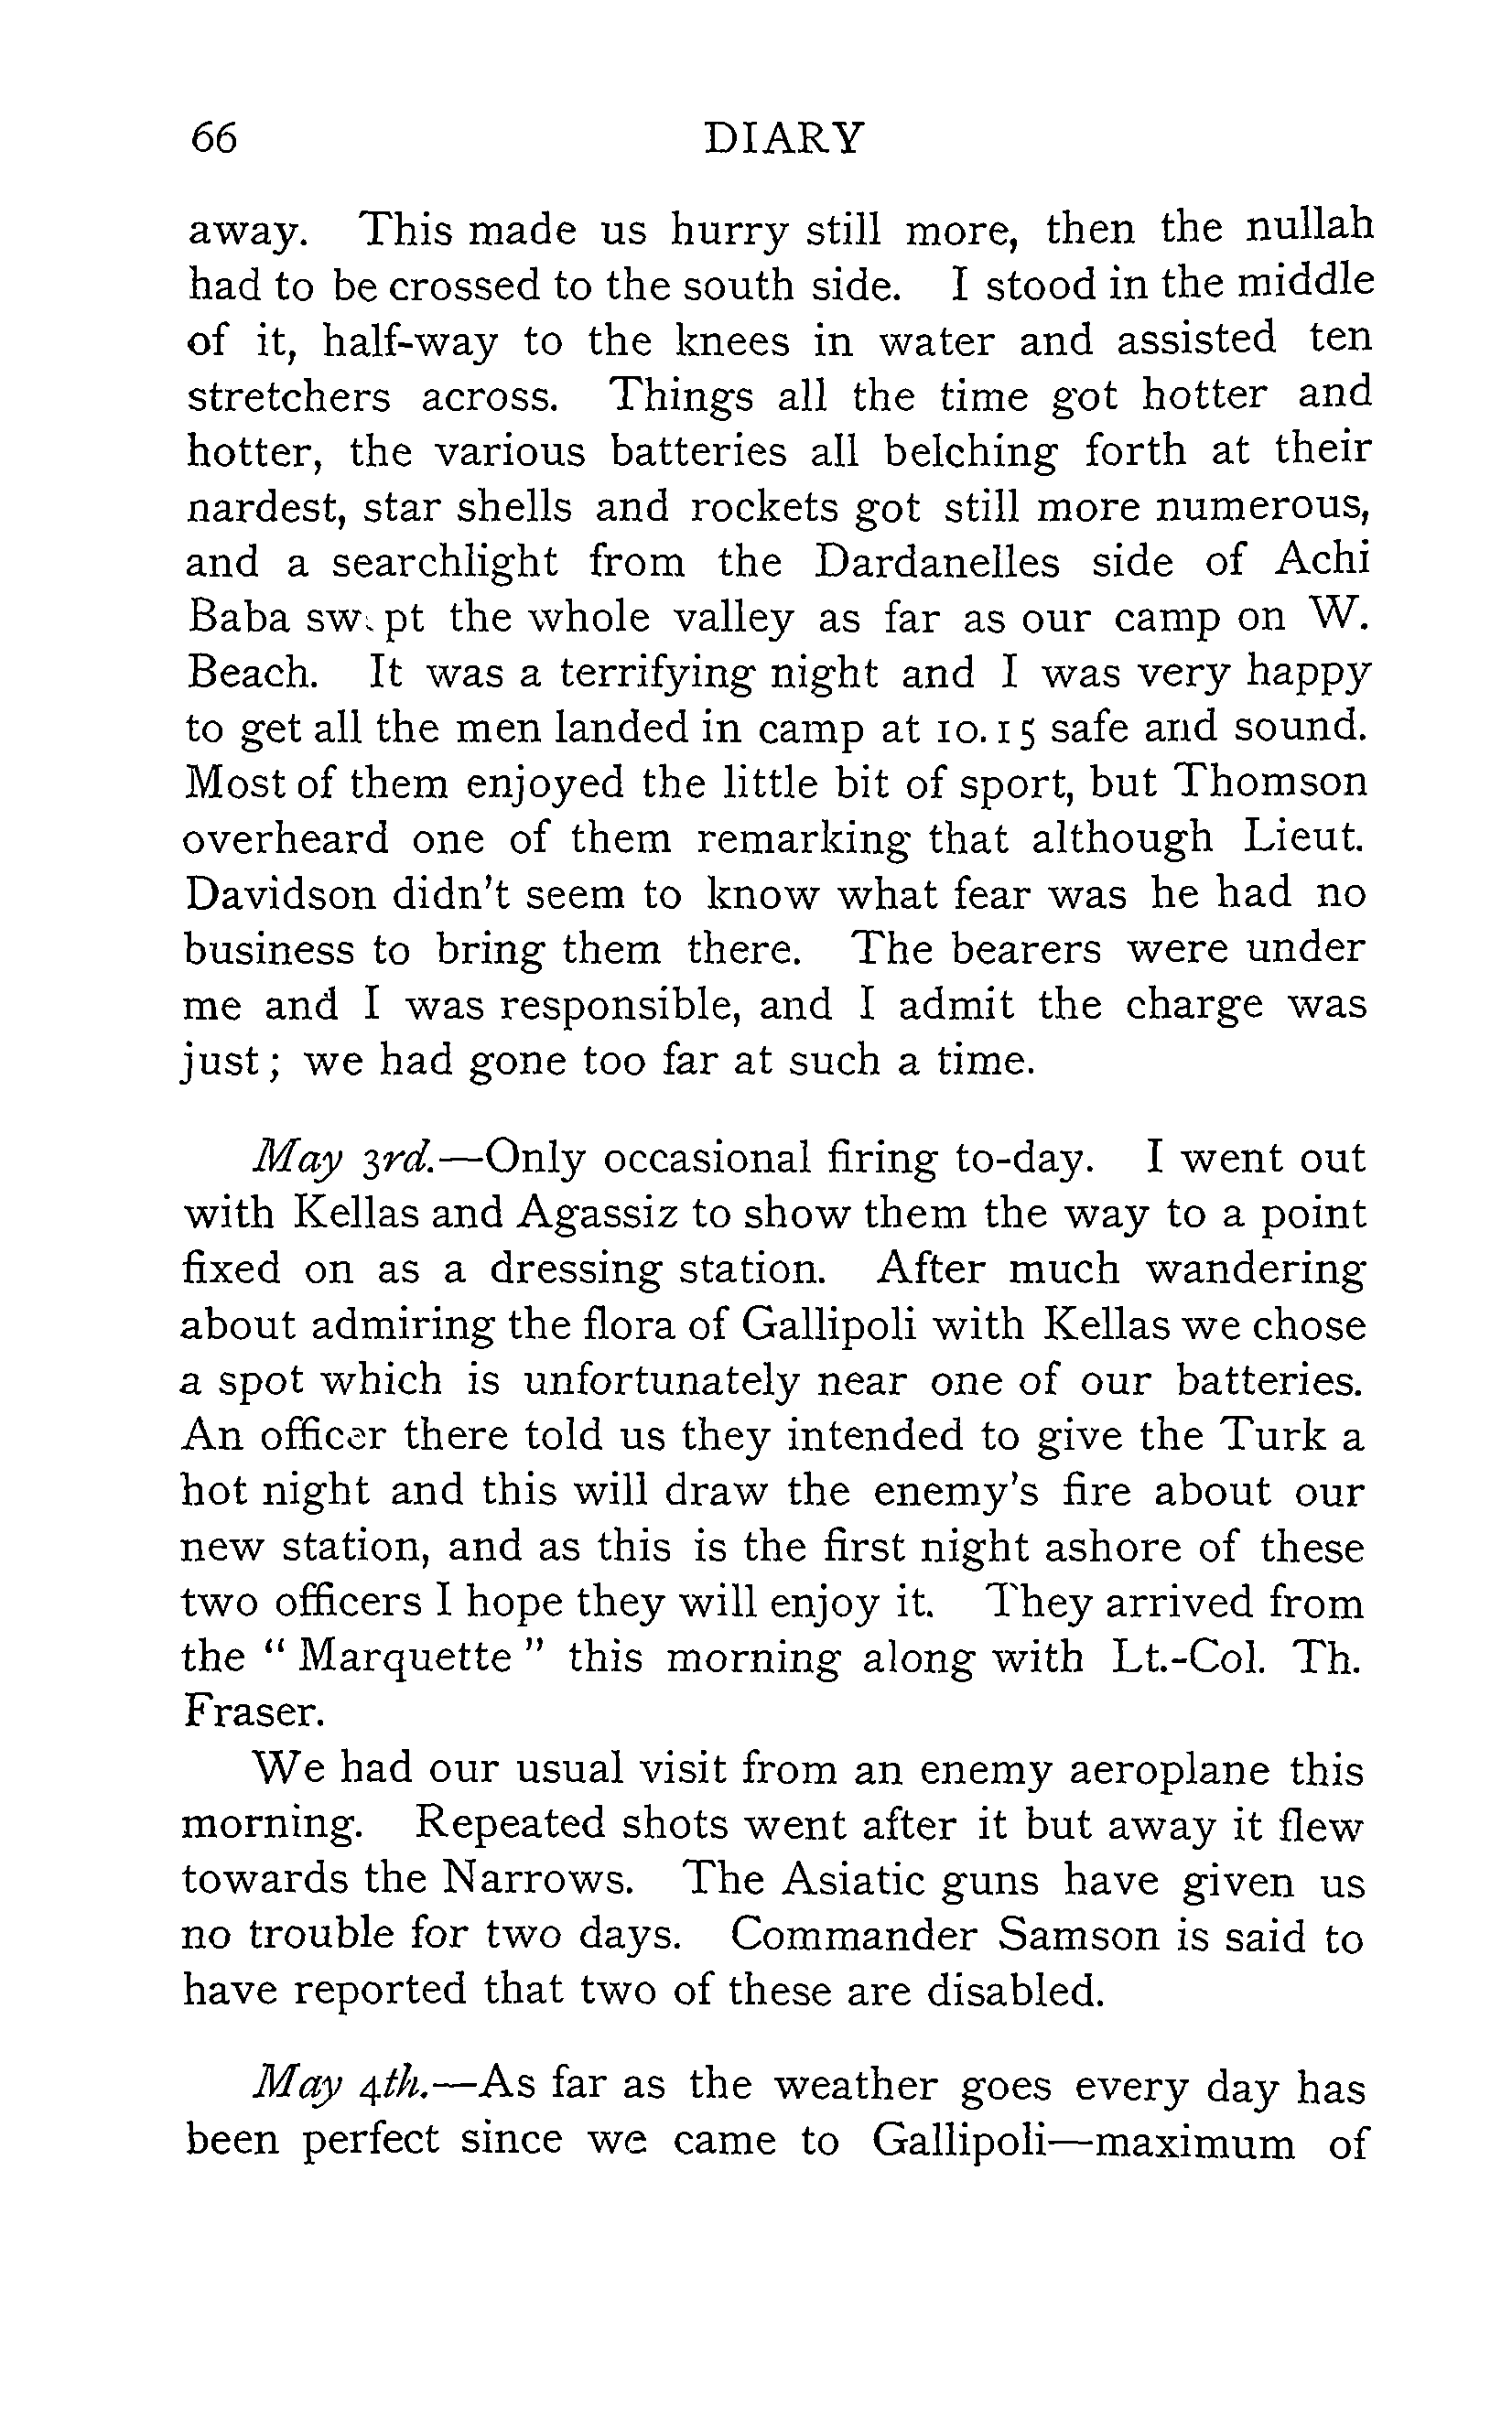 66 DIARY
away. This made us hurry still more, then the nullah
had to be crossed to the south side. I stood in the middle
of it, half-way to the knees in water and assisted ten
stretchers across. Things all the time got hotter and
hotter, the various batteries all belching forth at their
nardest, star shells and rockets got still more numerous,
and a searchlight from the Dardanelles side of Achi
Baba swept the whole valley as far as our camp on W.
Beach. It was a terrifying night and I was very happy
to get all the men landed in camp at 10.15 safe and sound.
Most of them enjoyed the little bit of sport, but Thomson
overheard one of them remarking that although Lieut.
Davidson didn't seem to know what fear was he had no
business to bring them there. The bearers were under
me and I was responsible, and I admit the charge was
just; we had gone too far at such a time.
May 3rd.—Only occasional firing to-day. I went out
with Kellas and Agassiz to show them the way to a point
fixed on as a dressing station. After much wandering
about admiring the flora of Gallipoli with Kellas we chose
a spot which is unfortunately near one of our batteries.
An officer there told us they intended to give the Turk a
hot night and this will draw the enemy's fire about our
new station, and as this is the first night ashore of these
two officers I hope they will enjoy it. They arrived from
the "Marquette" this morning along with Lt.-Col. Th.
Fraser.
We had our usual visit from an enemy aeroplane this
morning. Repeated shots went after it but away it flew
towards the Narrows. The Asiatic guns have given us
no trouble for two days. Commander Samson is said to
have reported that two of these are disabled.
May 4th.—As far as the weather goes every day has
been perfect since we came to Gallipoli—maximum of